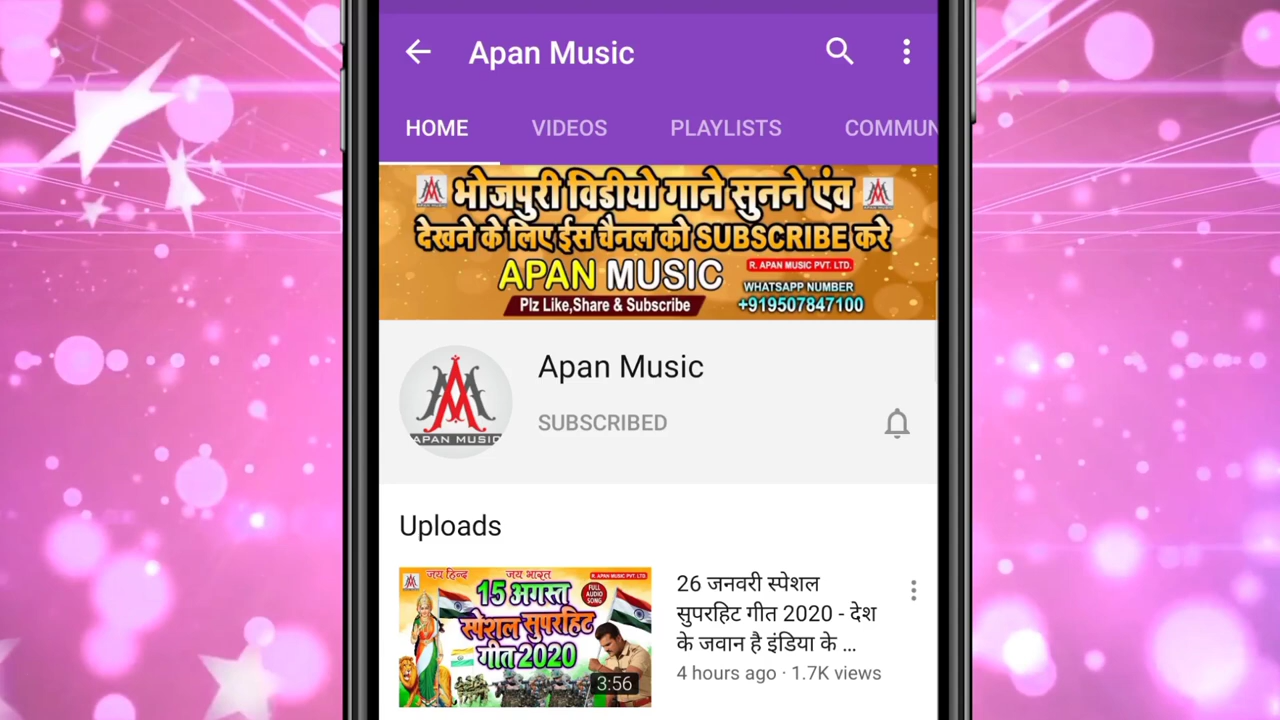 Apan Music
HOME VIDEOS PLAYLISTS COMMUN
भोजपुरी विडीयो गाने सुनने एंव
देखने के लिए ईस चैनल को SUBSCRIBE करे
APAN MUSIC
R. APAN MUSIC PVT. LTD.
WHATSAPP NUMBER
+919507847100
Plz Like,Share & Subscribe
Apan Music
SUBSCRIBED
APAN MUSIC
Uploads
जय हिन्द जय भारत
R. APAN MUSIC PVT. LTD
15 अगस्त
FULL
AUDIO
SONG
स्पेशल सुपरहिट
गीत 2020
3:56
26 जनवरी स्पेशल
सुपरहिट गीत 2020 - देश
के जवान है इंडिया के ...
4 hours ago · 1.7K views